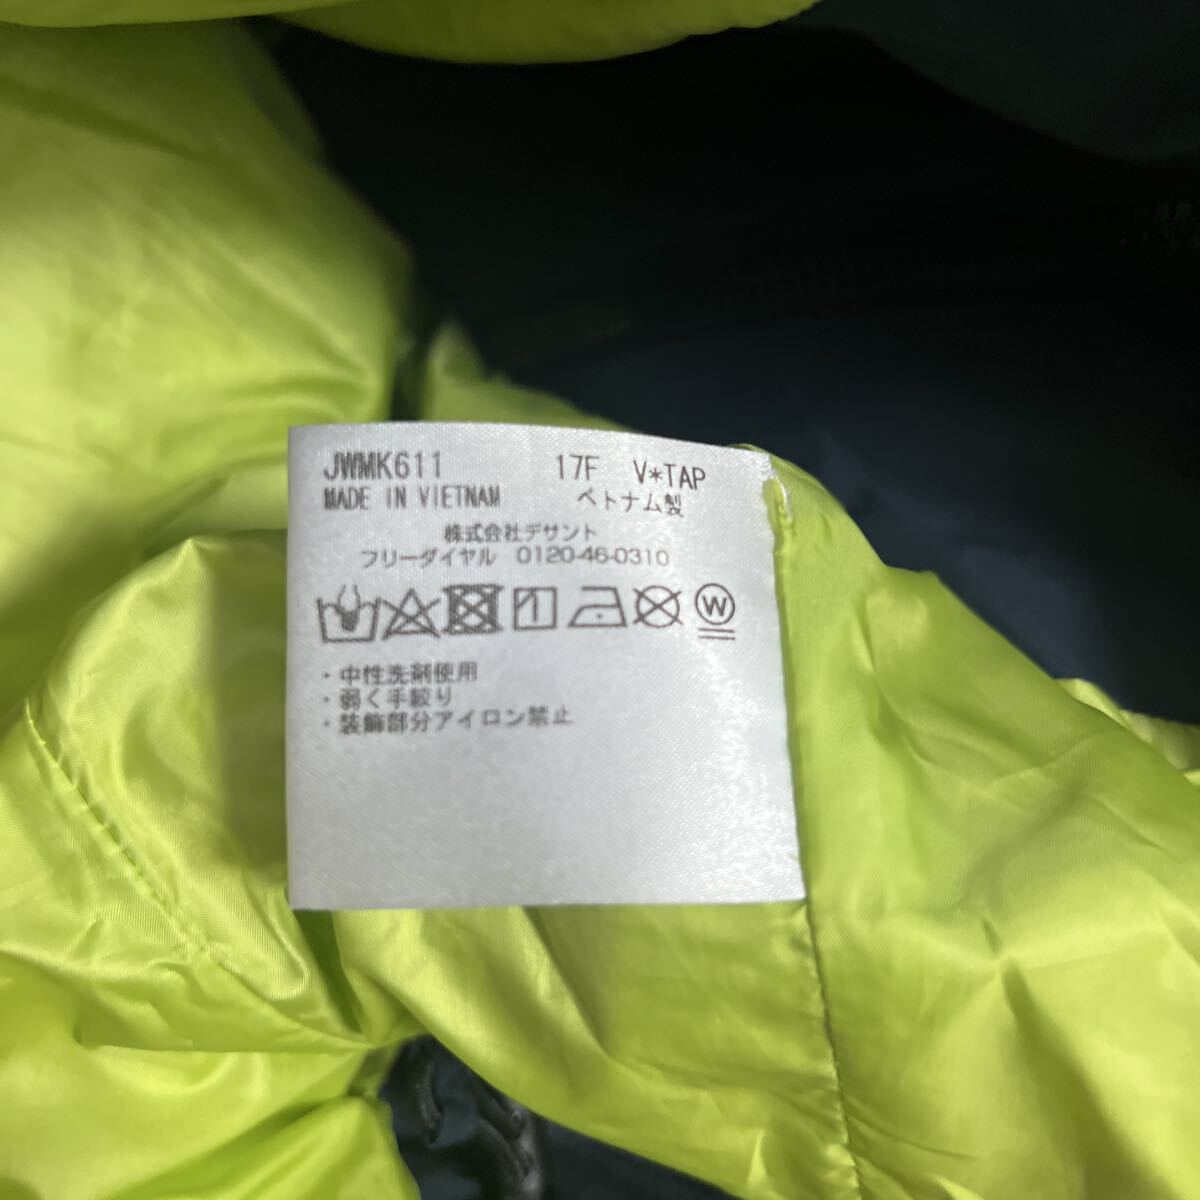 JWMK611 17F V*TAP
MADE IN VIETNAM ベトナム製
株式会社デサント
フリーダイヤル 0120-46-0310
W
・中性洗剤使用
・弱く手絞り
・装飾部分アイロン禁止